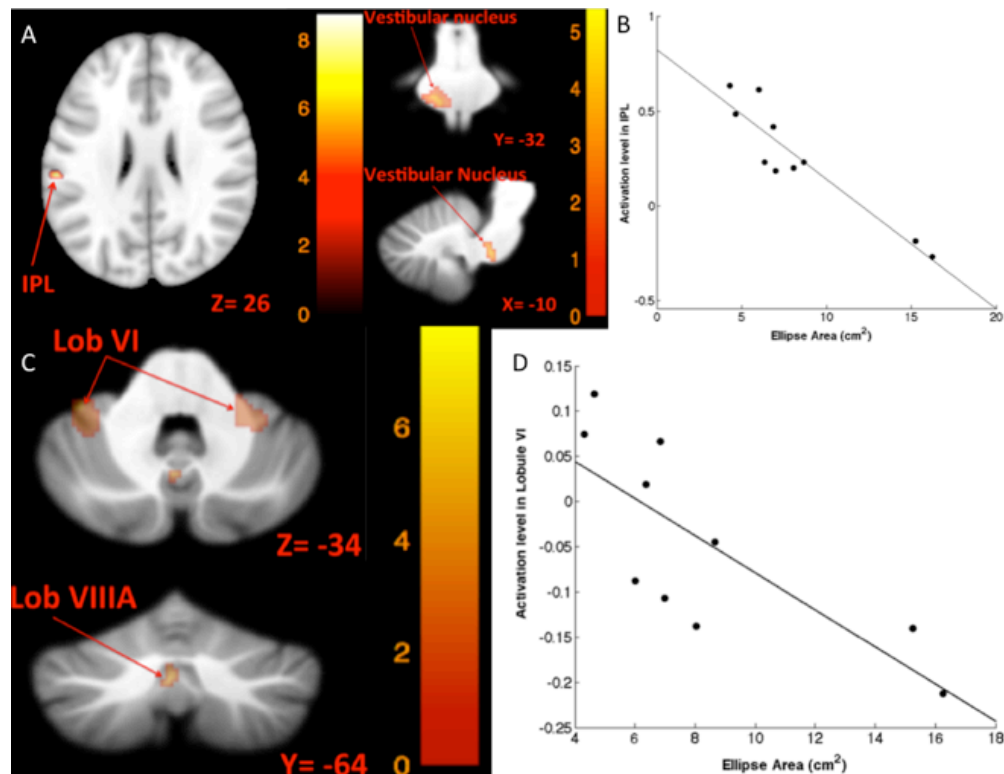 A
8
6
4
2
0
IPL
Z= 26
Vestibular nucleus
Y= -32
Vestibular Nucleus
X= -10
5
4
3
2
1
0
B
1
0.5
0
-0.5
Activation level in IPL
0
5
10
15
20
Ellipse Area (cm²)
C
Lob VI
Z= -34
Lob VIIIA
Y= -64
6
4
2
0
D
0.15
0.1
0.05
0
-0.05
-0.1
-0.15
-0.2
-0.25
Activation level in Lobule VI
4
6
8
10
12
14
16
18
Ellipse Area (cm²)